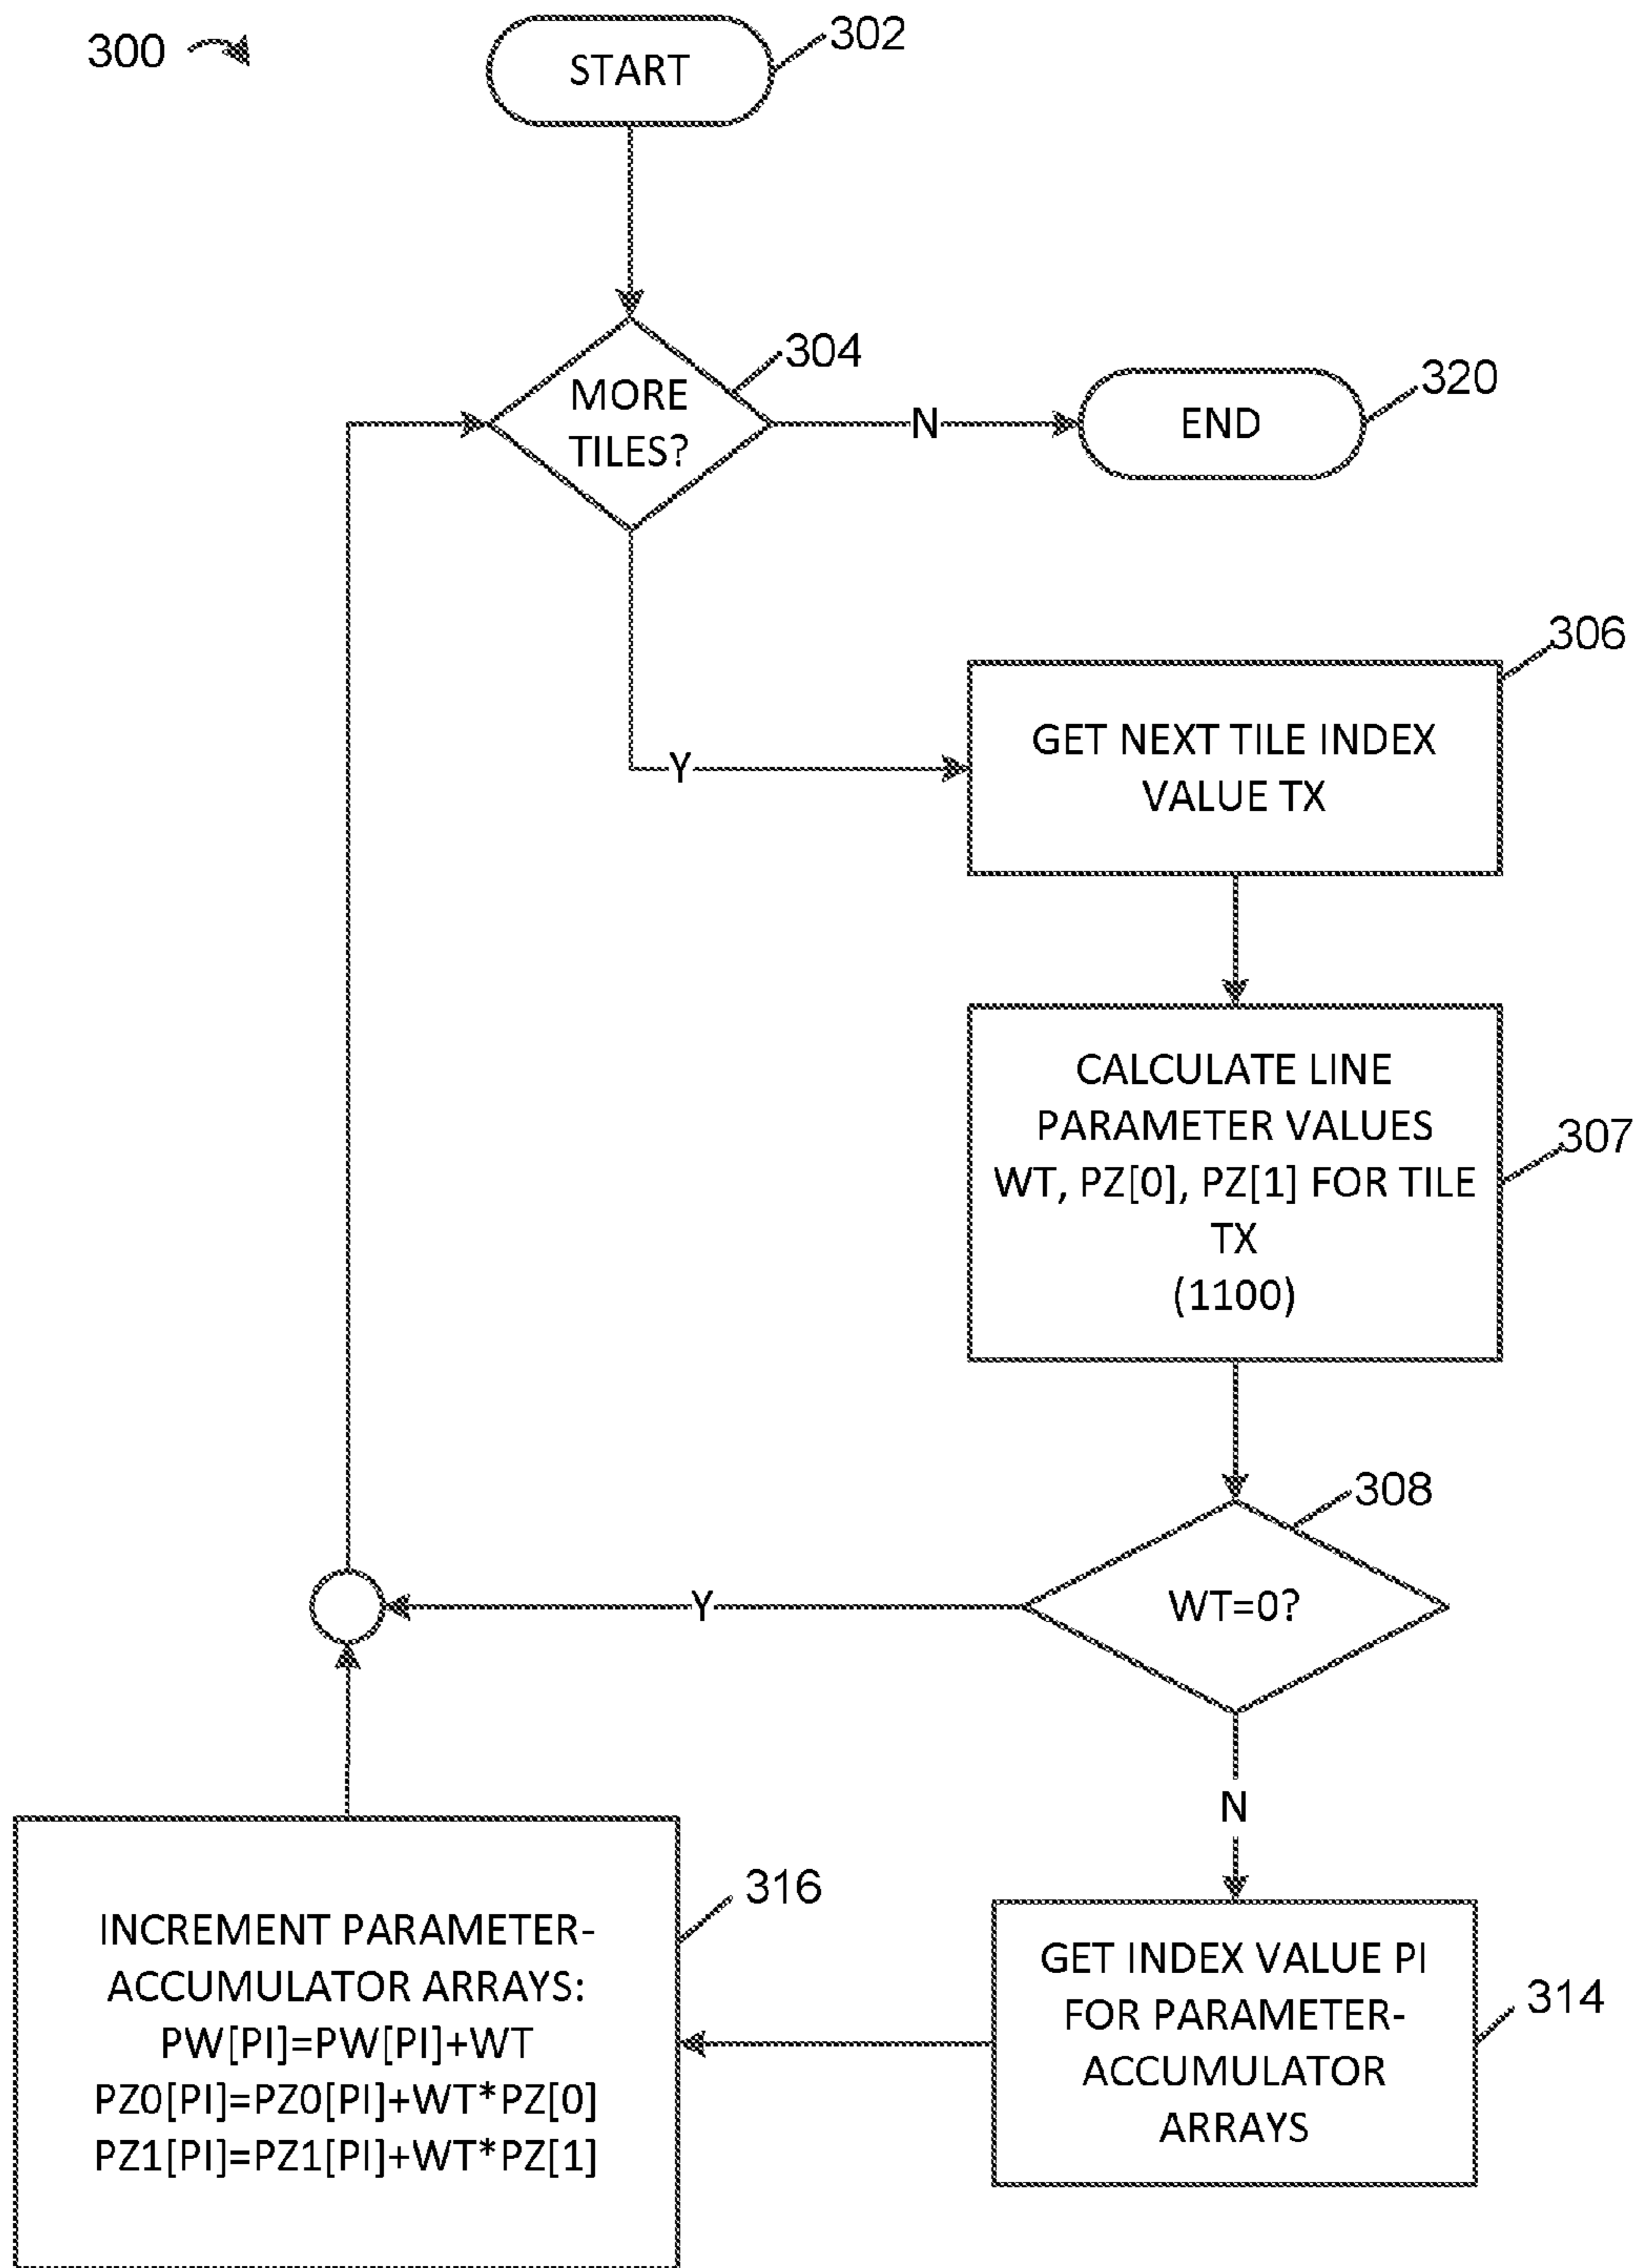 300
START
302
MORE
TILES?
304
N
END
320
Y
306
GET NEXT TILE INDEX
VALUE TX
CALCULATE LINE
PARAMETER VALUES
WT, PZ[0], PZ[1] FOR TILE
TX
(1100)
307
308
WT=0?
Y
N
INCREMENT PARAMETER-
ACCUMULATOR ARRAYS:
PW[PI]=PW[PI]+WT
PZ0[PI]=PZ0[PI]+WT*PZ[0]
PZ1[PI]=PZ1[PI]+WT*PZ[1]
316
GET INDEX VALUE PI
FOR PARAMETER-
ACCUMULATOR
ARRAYS
314